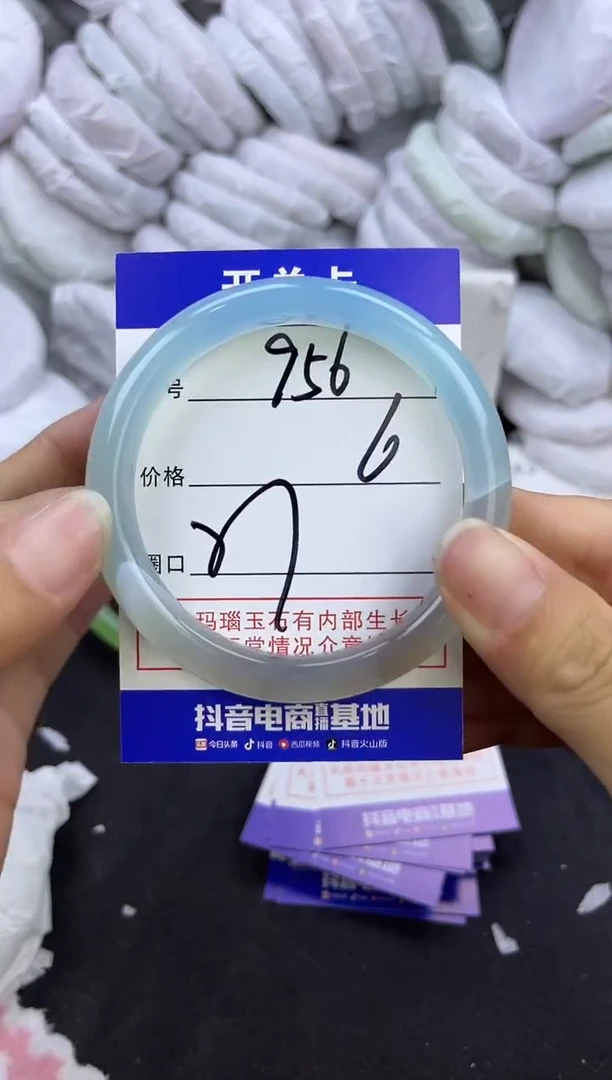 开单卡
号 956
价格 6
圈口
玛瑙玉石有内部生长
抖音电商直播基地
今日头条 抖音 西瓜视频 抖音火山版
抖音电商直播基地